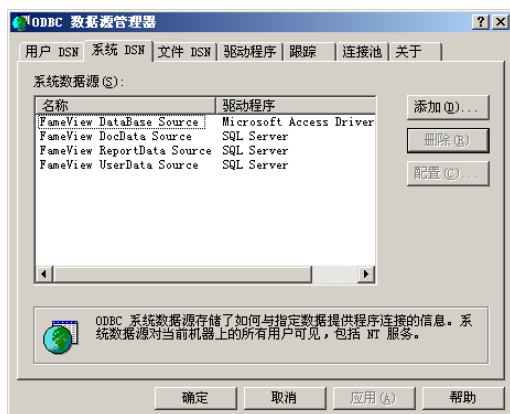 ODBC 数据源管理器
用户 DSN 系统 DSN 文件 DSN 驱动程序 跟踪 连接池 关于
系统数据源(S):
名称 驱动程序
FameView DataBase Source Microsoft Access Driver
FameView DocData Source SQL Server
FameView ReportData Source SQL Server
FameView UserData Source SQL Server
添加(D)...
删除(R)
配置(C)...
ODBC 系统数据源存储了如何与指定数据提供程序连接的信息。系
统数据源对当前机器上的所有用户可见，包括 NT 服务。
确定 取消 应用(A) 帮助